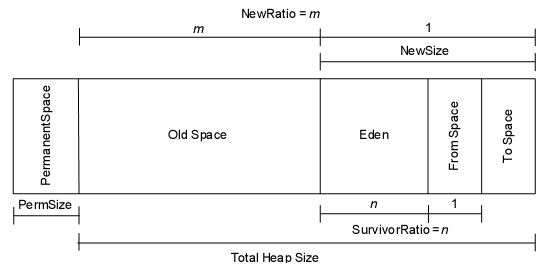 NewRatio = m
m
1
NewSize
PermanentSpace
Old Space
Eden
From Space
To Space
PermSize
n
1
SurvivorRatio = n
Total Heap Size